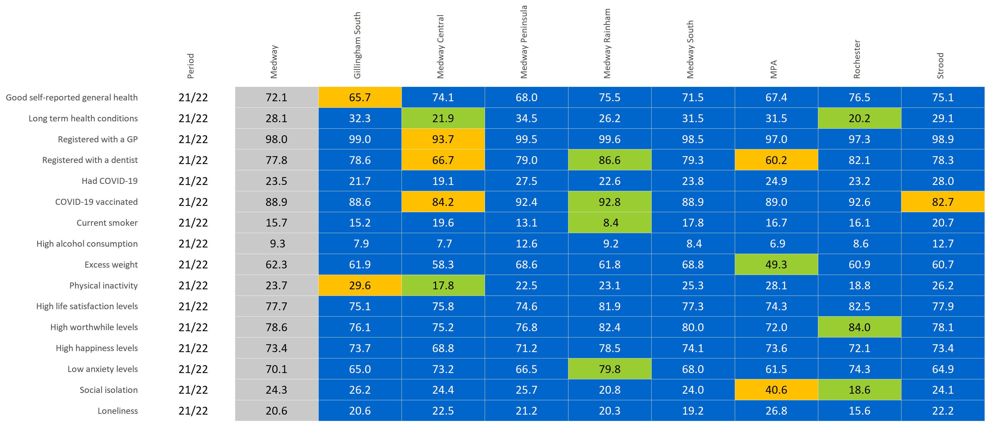 Period Medway Gillingham South Medway Central Medway Peninsula Medway Rainham Medway South MPA Rochester Strood
Good self-reported general health 21/22 72.1 65.7 74.1 68.0 75.5 71.5 67.4 76.5 75.1
Long term health conditions 21/22 28.1 32.3 21.9 34.5 26.2 31.5 31.5 20.2 29.1
Registered with a GP 21/22 98.0 99.0 93.7 99.5 99.6 98.5 97.0 97.3 98.9
Registered with a dentist 21/22 77.8 78.6 66.7 79.0 86.6 79.3 60.2 82.1 78.3
Had COVID-19 21/22 23.5 21.7 19.1 27.5 22.6 23.8 24.9 23.2 28.0
COVID-19 vaccinated 21/22 88.9 88.6 84.2 92.4 92.8 88.9 89.0 92.6 82.7
Current smoker 21/22 15.7 15.2 19.6 13.1 8.4 17.8 16.7 16.1 20.7
High alcohol consumption 21/22 9.3 7.9 7.7 12.6 9.2 8.4 6.9 8.6 12.7
Excess weight 21/22 62.3 61.9 58.3 68.6 61.8 68.8 49.3 60.9 60.7
Physical inactivity 21/22 23.7 29.6 17.8 22.5 23.1 25.3 28.1 18.8 26.2
High life satisfaction levels 21/22 77.7 75.1 75.8 74.6 81.9 77.3 74.3 82.5 77.9
High worthwhile levels 21/22 78.6 76.1 75.2 76.8 82.4 80.0 72.0 84.0 78.1
High happiness levels 21/22 73.4 73.7 68.8 71.2 78.5 74.1 73.6 72.1 73.4
Low anxiety levels 21/22 70.1 65.0 73.2 66.5 79.8 68.0 61.5 74.3 64.9
Social isolation 21/22 24.3 26.2 24.4 25.7 20.8 24.0 40.6 18.6 24.1
Loneliness 21/22 20.6 20.6 22.5 21.2 20.3 19.2 26.8 15.6 22.2